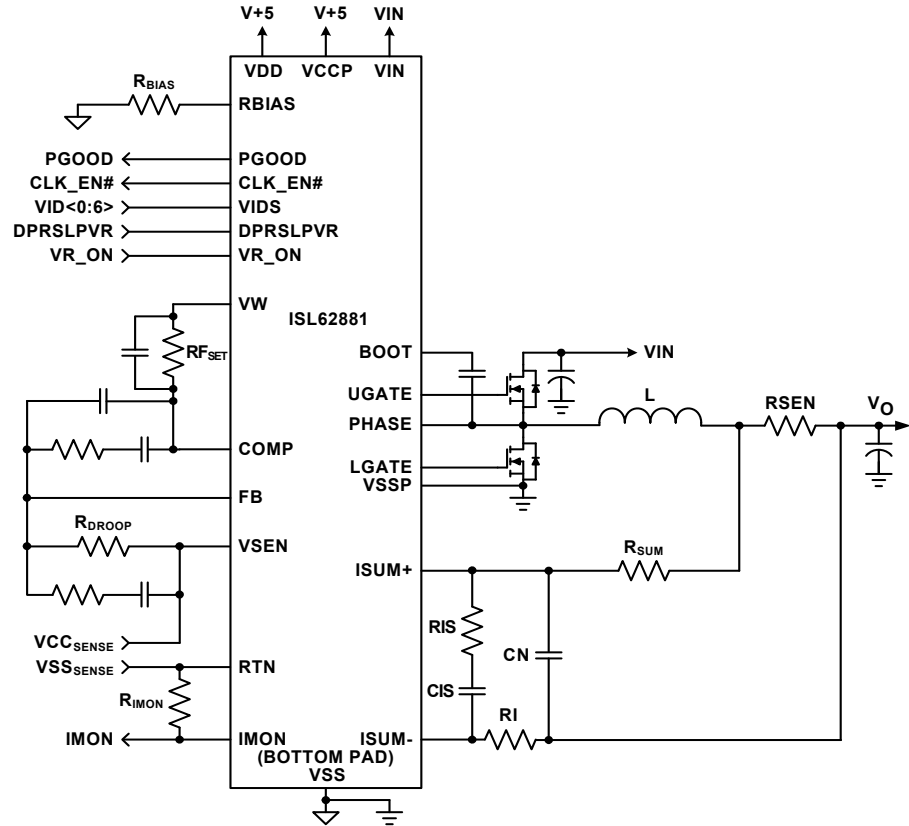 V+5 V+5 VIN
VDD VCCP VIN
RBIAS
RBIAS
PGOOD PGOOD
CLK_EN# CLK_EN#
VID<0:6> VIDS
DPRSLPVR DPRSLPVR
VR_ON VR_ON
VW
ISL62881
RFSET
BOOT
VIN
UGATE
L
RSEN
VO
PHASE
COMP
LGATE
VSSP
FB
RDROOP
VSEN
ISUM+
RSUM
RIS
VCCSENSE
CN
VSSSENSE RTN
CIS
RIMON
RI
IMON IMON
ISUM-
(BOTTOM PAD)
VSS